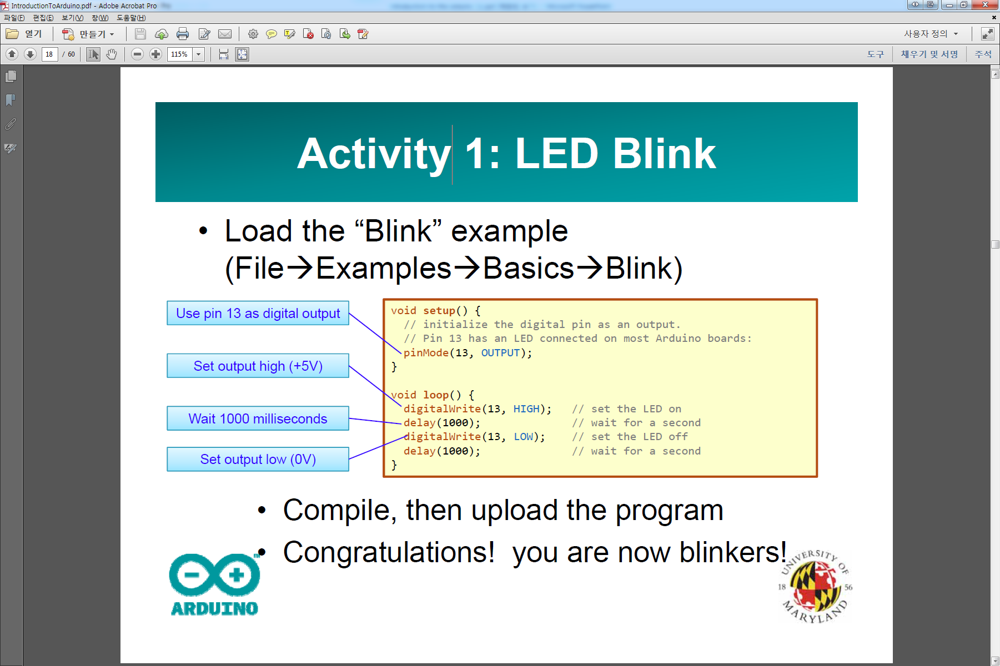 IntroductionToArduino.pdf - Adobe Acrobat Pro
파일(F) 편집(E) 보기(V) 창(W) 도움말(H)
열기 만들기 사용자 정의
18 / 60 115% 도구 채우기 및 서명 주석
Activity 1: LED Blink
• Load the “Blink” example
(File→Examples→Basics→Blink)
Use pin 13 as digital output
Set output high (+5V)
Wait 1000 milliseconds
Set output low (0V)
void setup() {
// initialize the digital pin as an output.
// Pin 13 has an LED connected on most Arduino boards:
pinMode(13, OUTPUT);
}
void loop() {
digitalWrite(13, HIGH); // set the LED on
delay(1000); // wait for a second
digitalWrite(13, LOW); // set the LED off
delay(1000); // wait for a second
}
• Compile, then upload the program
• Congratulations! you are now blinkers!
ARDUINO
UNIVERSITY OF
18 56
MARYLAND